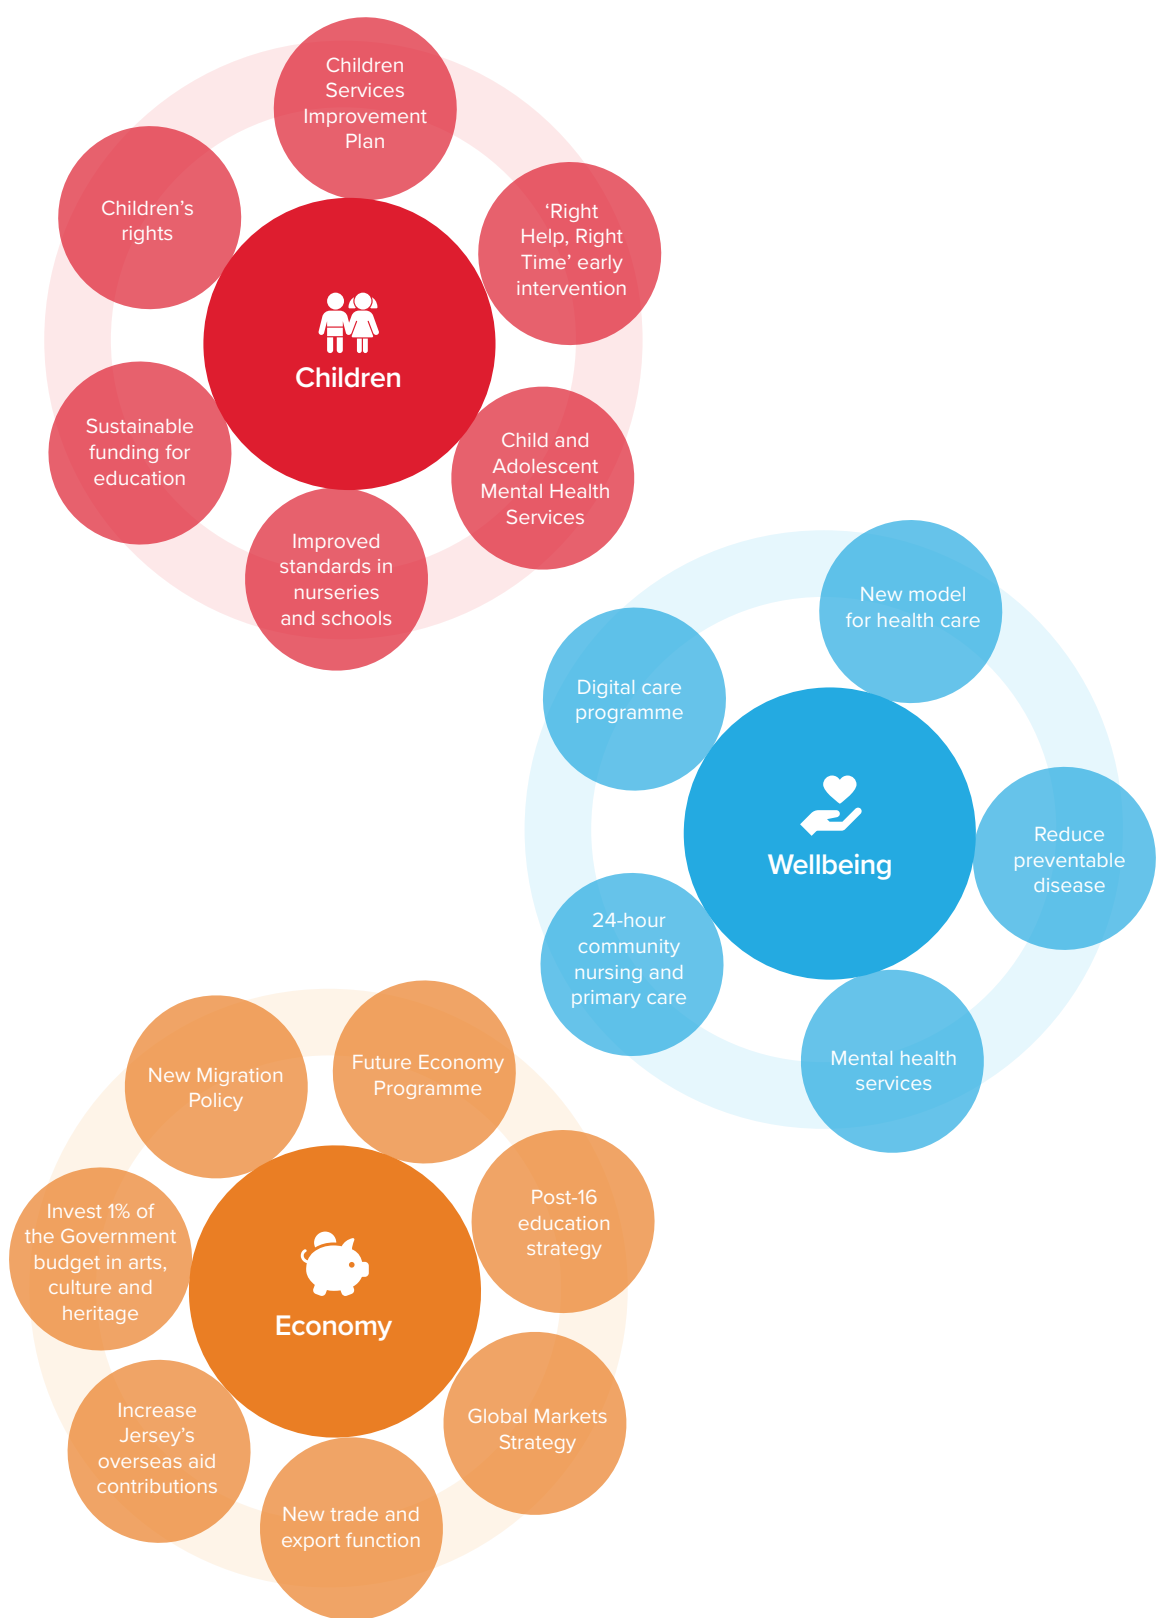 Children
Services
Improvement
Plan
‘Right
Help, Right
Time’ early
intervention
Child and
Adolescent
Mental Health
Services
Improved
standards in
nurseries
and schools
Sustainable
funding for
education
Children’s
rights
Children
New model
for health care
Reduce
preventable
disease
Mental health
services
24-hour
community
nursing and
primary care
Digital care
programme
Wellbeing
Future Economy
Programme
Post-16
education
strategy
Global Markets
Strategy
New trade and
export function
Increase
Jersey’s
overseas aid
contributions
Invest 1% of
the Government
budget in arts,
culture and
heritage
New Migration
Policy
Economy